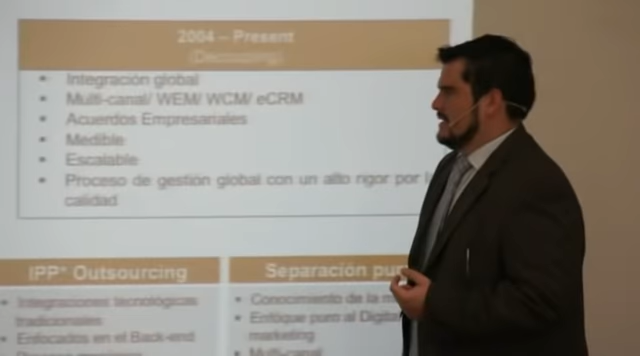 2004 – Present
(Decoupling)
• Integración global
• Multi-canal/ WEM/ WCM/ eCRM
• Acuerdos Empresariales
• Medible
• Escalable
• Proceso de gestión global con un alto rigor por
calidad
IPP* Outsourcing
Separación
• Integraciones tecnológicas
tradicionales
• Enfocados en el Back-end
• Conocimiento de la
• Enfoque puro al
marketing
• Multi-canal